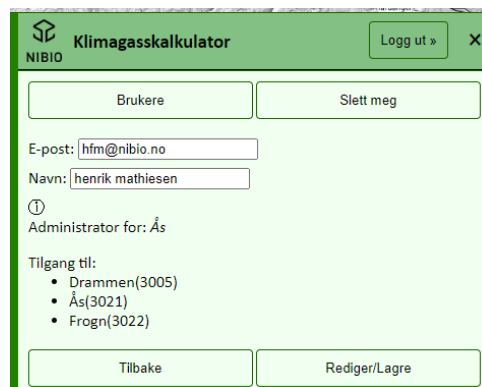 NIBIO
Klimagasskalkulator
Logg ut »
X
Brukere
Slett meg
E-post: hfm@nibio.no
Navn: henrik mathiesen
Administrator for: Ås
Tilgang til:
• Drammen(3005)
• Ås(3021)
• Frogn(3022)
Tilbake
Rediger/Lagre